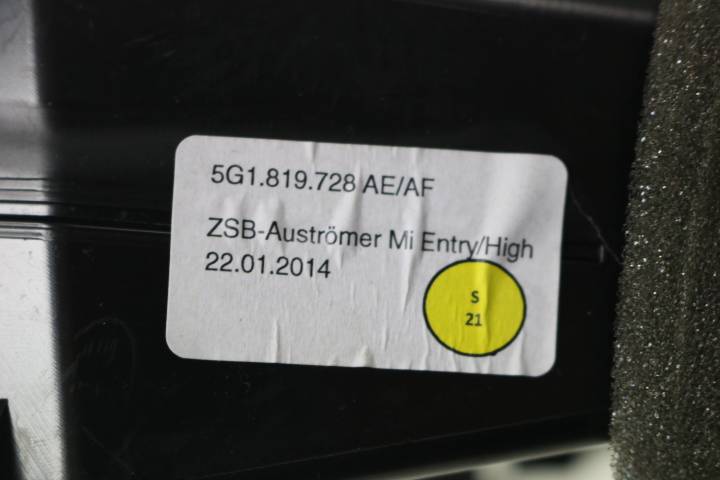 5G1.819.728 AE/AF
ZSB-Auströmer Mi Entry/High
22.01.2014
S
21